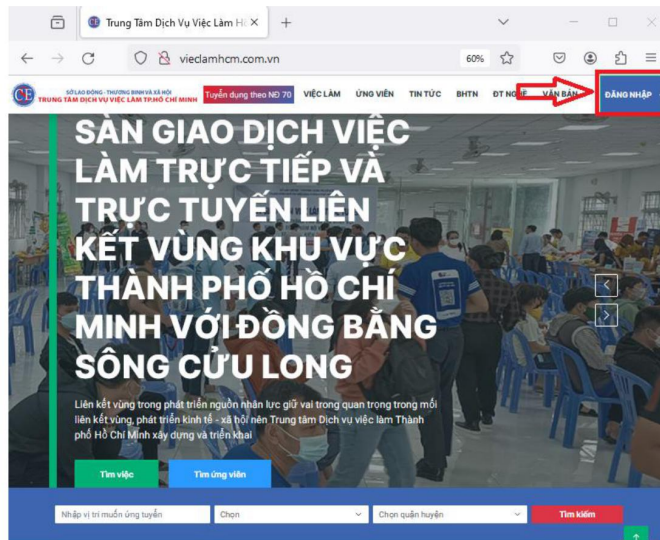 Trung Tâm Dịch Vụ Việc Làm Hồ
vieclamhcm.com.vn
60%
CE
SỞ LAO ĐỘNG - THƯƠNG BINH VÀ XÃ HỘI
TRUNG TÂM DỊCH VỤ VIỆC LÀM TP.HỒ CHÍ MINH
Tuyển dụng theo NĐ 70
VIỆC LÀM
ỨNG VIÊN
TIN TỨC
BHTN
ĐT NGHỀ
VĂN BẢN
ĐĂNG NHẬP
SÀN GIAO DỊCH VIỆC
LÀM TRỰC TIẾP VÀ
TRỰC TUYẾN LIÊN
KẾT VÙNG KHU VỰC
THÀNH PHỐ HỒ CHÍ
MINH VỚI ĐỒNG BẰNG
SÔNG CỬU LONG
Liên kết vùng trong phát triển nguồn nhân lực giữ vai trong quan trọng trong mối
liên kết vùng, phát triển kinh tế - xã hội nên Trung tâm Dịch vụ việc làm Thành
phố Hồ Chí Minh xây dựng và triển khai
Tìm việc
Tìm ứng viên
Nhập vị trí muốn ứng tuyển
Chọn
Chọn quận huyện
Tìm kiếm